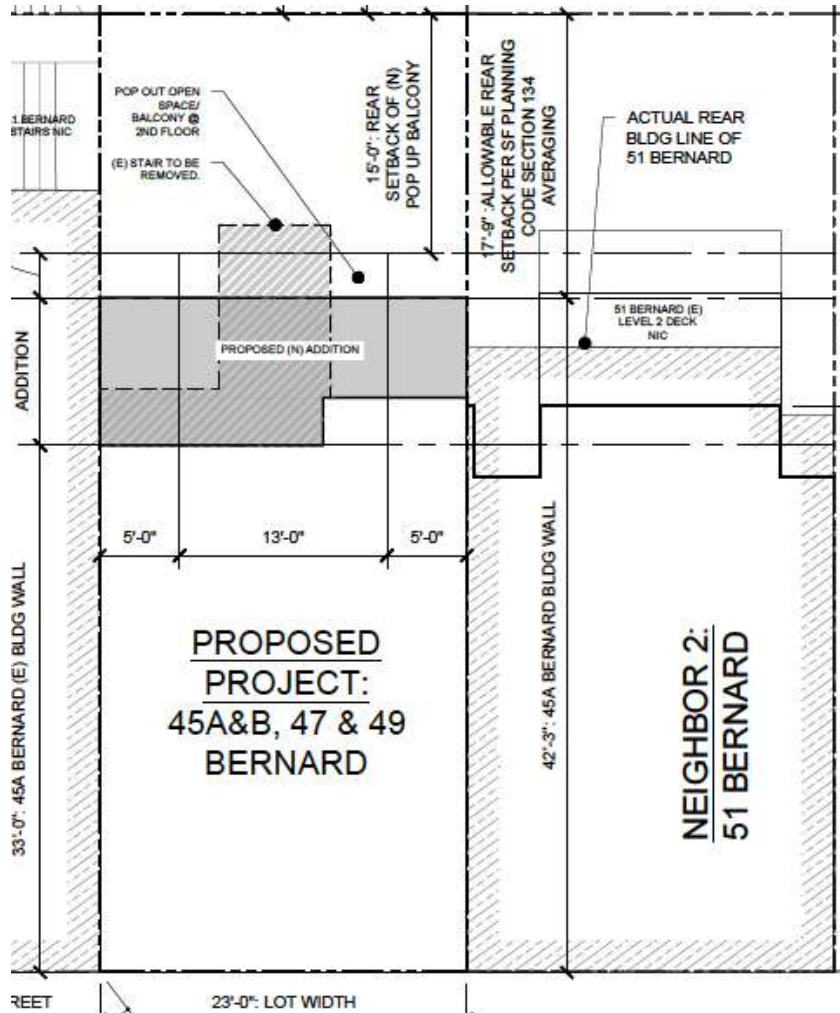 POP OUT OPEN
SPACE/
BALCONY @
2ND FLOOR
(E) STAIR TO BE
REMOVED.
1 BERNARD
STAIRS NIC
15'-0": REAR
SETBACK OF (N)
POP UP BALCONY
17'-9" :ALLOWABLE REAR
SETBACK PER SF PLANNING
CODE SECTION 134
AVERAGING
ACTUAL REAR
BLDG LINE OF
51 BERNARD
51 BERNARD (E)
LEVEL 2 DECK
NIC
ADDITION
PROPOSED (N) ADDITION
5'-0"
13'-0"
5'-0"
33'-0": 45A BERNARD (E) BLDG WALL
PROPOSED
PROJECT:
45A&B, 47 & 49
BERNARD
42'-3": 45A BERNARD BLDG WALL
NEIGHBOR 2:
51 BERNARD
REET
23'-0": LOT WIDTH